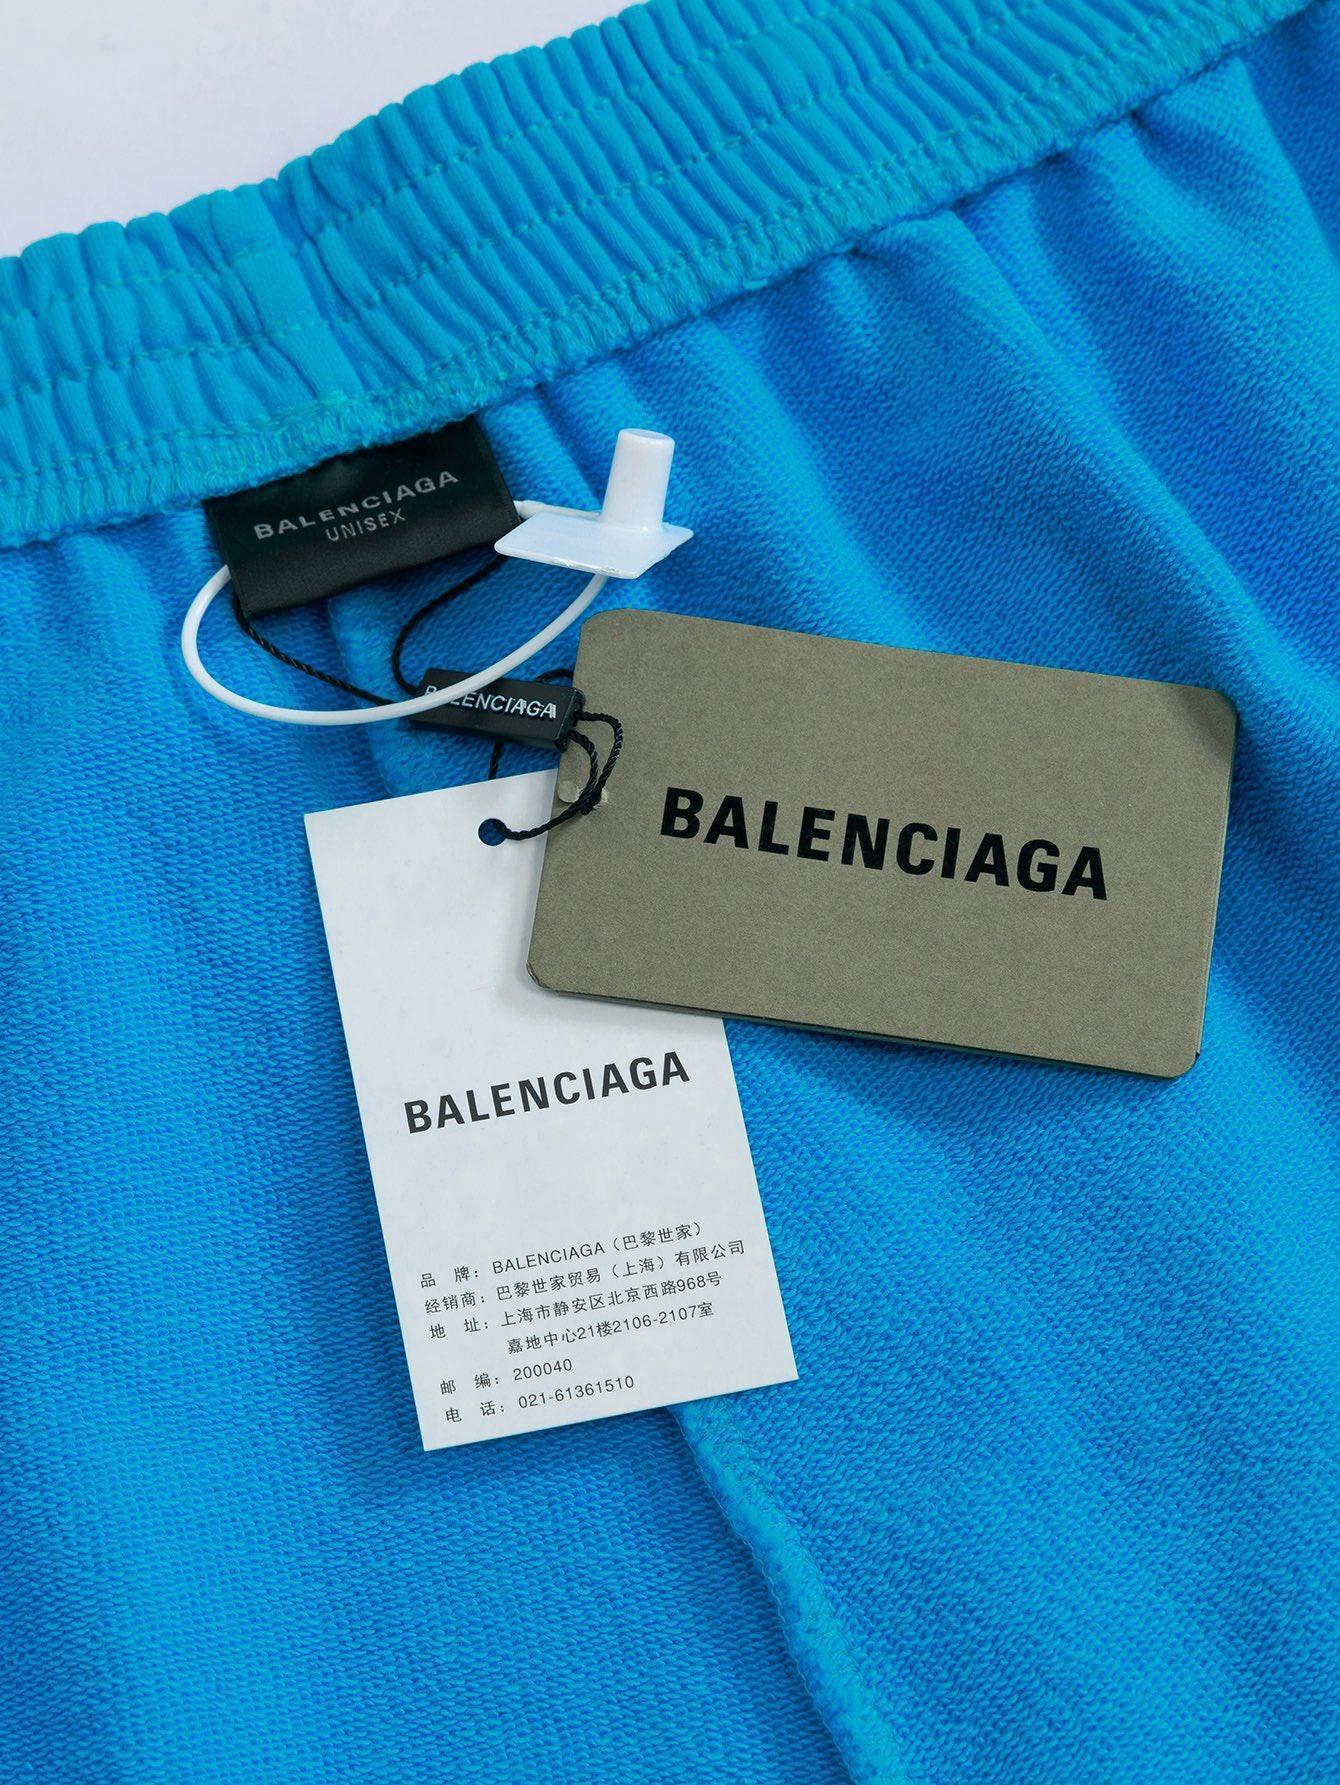 BALENCIAGA
UNISEX
BALENCIAGA
BALENCIAGA
BALENCIAGA
品 牌：BALENCIAGA（巴黎世家）
经销商：巴黎世家贸易（上海）有限公司
地 址：上海市静安区北京西路968号
嘉地中心21楼2106-2107室
邮 编：200040
电 话：021-61361510